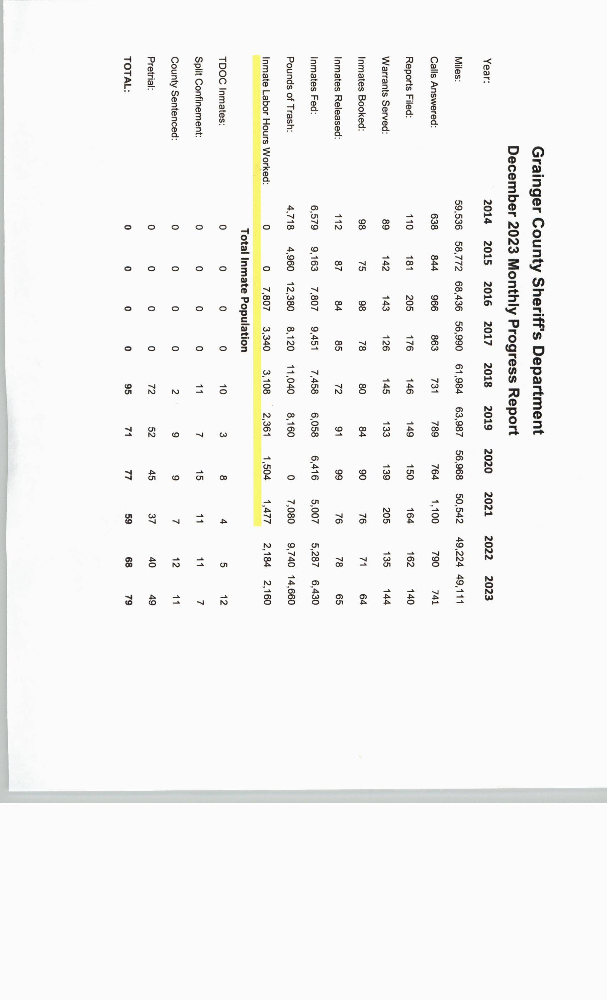 Grainger County Sheriff's Department
December 2023 Monthly Progress Report
Year: 2014 2015 2016 2017 2018 2019 2020 2021 2022 2023
Miles: 59,536 58,772 68,436 56,990 61,984 63,987 56,968 50,542 49,224 49,111
Calls Answered: 638 844 966 863 731 789 764 1,100 790 741
Reports Filed: 110 181 205 176 146 149 150 164 162 140
Warrants Served: 89 142 143 126 145 133 139 205 135 144
Inmates Booked: 98 75 98 78 80 84 90 76 71 64
Inmates Released: 112 87 84 85 72 91 99 76 78 65
Inmates Fed: 6,579 9,163 7,807 9,451 7,458 6,058 6,416 5,007 5,287 6,430
Pounds of Trash: 4,718 4,960 12,380 8,120 11,040 8,160 0 7,080 9,740 14,660
Inmate Labor Hours Worked: 0 0 7,807 3,340 3,108 2,361 1,504 1,477 2,184 2,160
Total Inmate Population
TDOC Inmates: 0 0 0 0 10 3 8 4 5 12
Split Confinement: 0 0 0 0 11 7 15 11 11 7
County Sentenced: 0 0 0 0 2 9 9 7 12 11
Pretrial: 0 0 0 0 72 52 45 37 40 49
TOTAL: 0 0 0 0 95 71 77 59 68 79